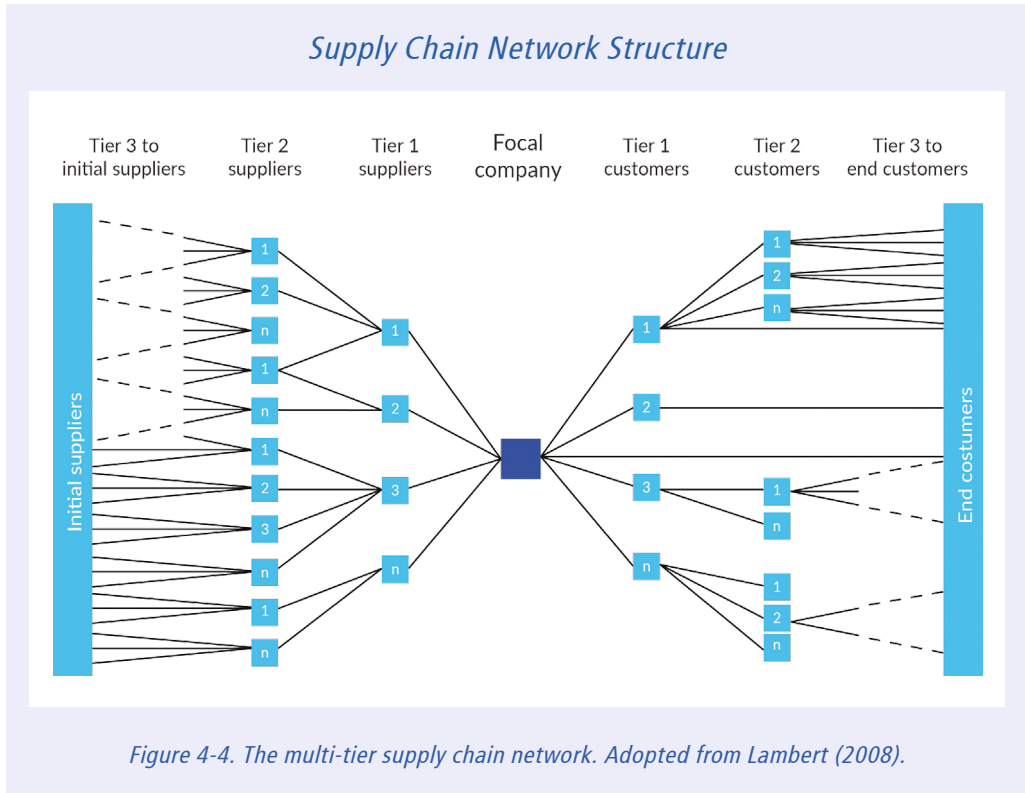 Supply Chain Network Structure
Tier 3 to
initial suppliers
Tier 2
suppliers
Tier 1
suppliers
Focal
company
Tier 1
customers
Tier 2
customers
Tier 3 to
end customers
Initial suppliers
1
2
n
1
n
1
2
3
n
1
n
1
2
3
n
1
2
3
n
1
2
n
1
n
1
2
n
End costumers
Figure 4-4. The multi-tier supply chain network. Adopted from Lambert (2008).